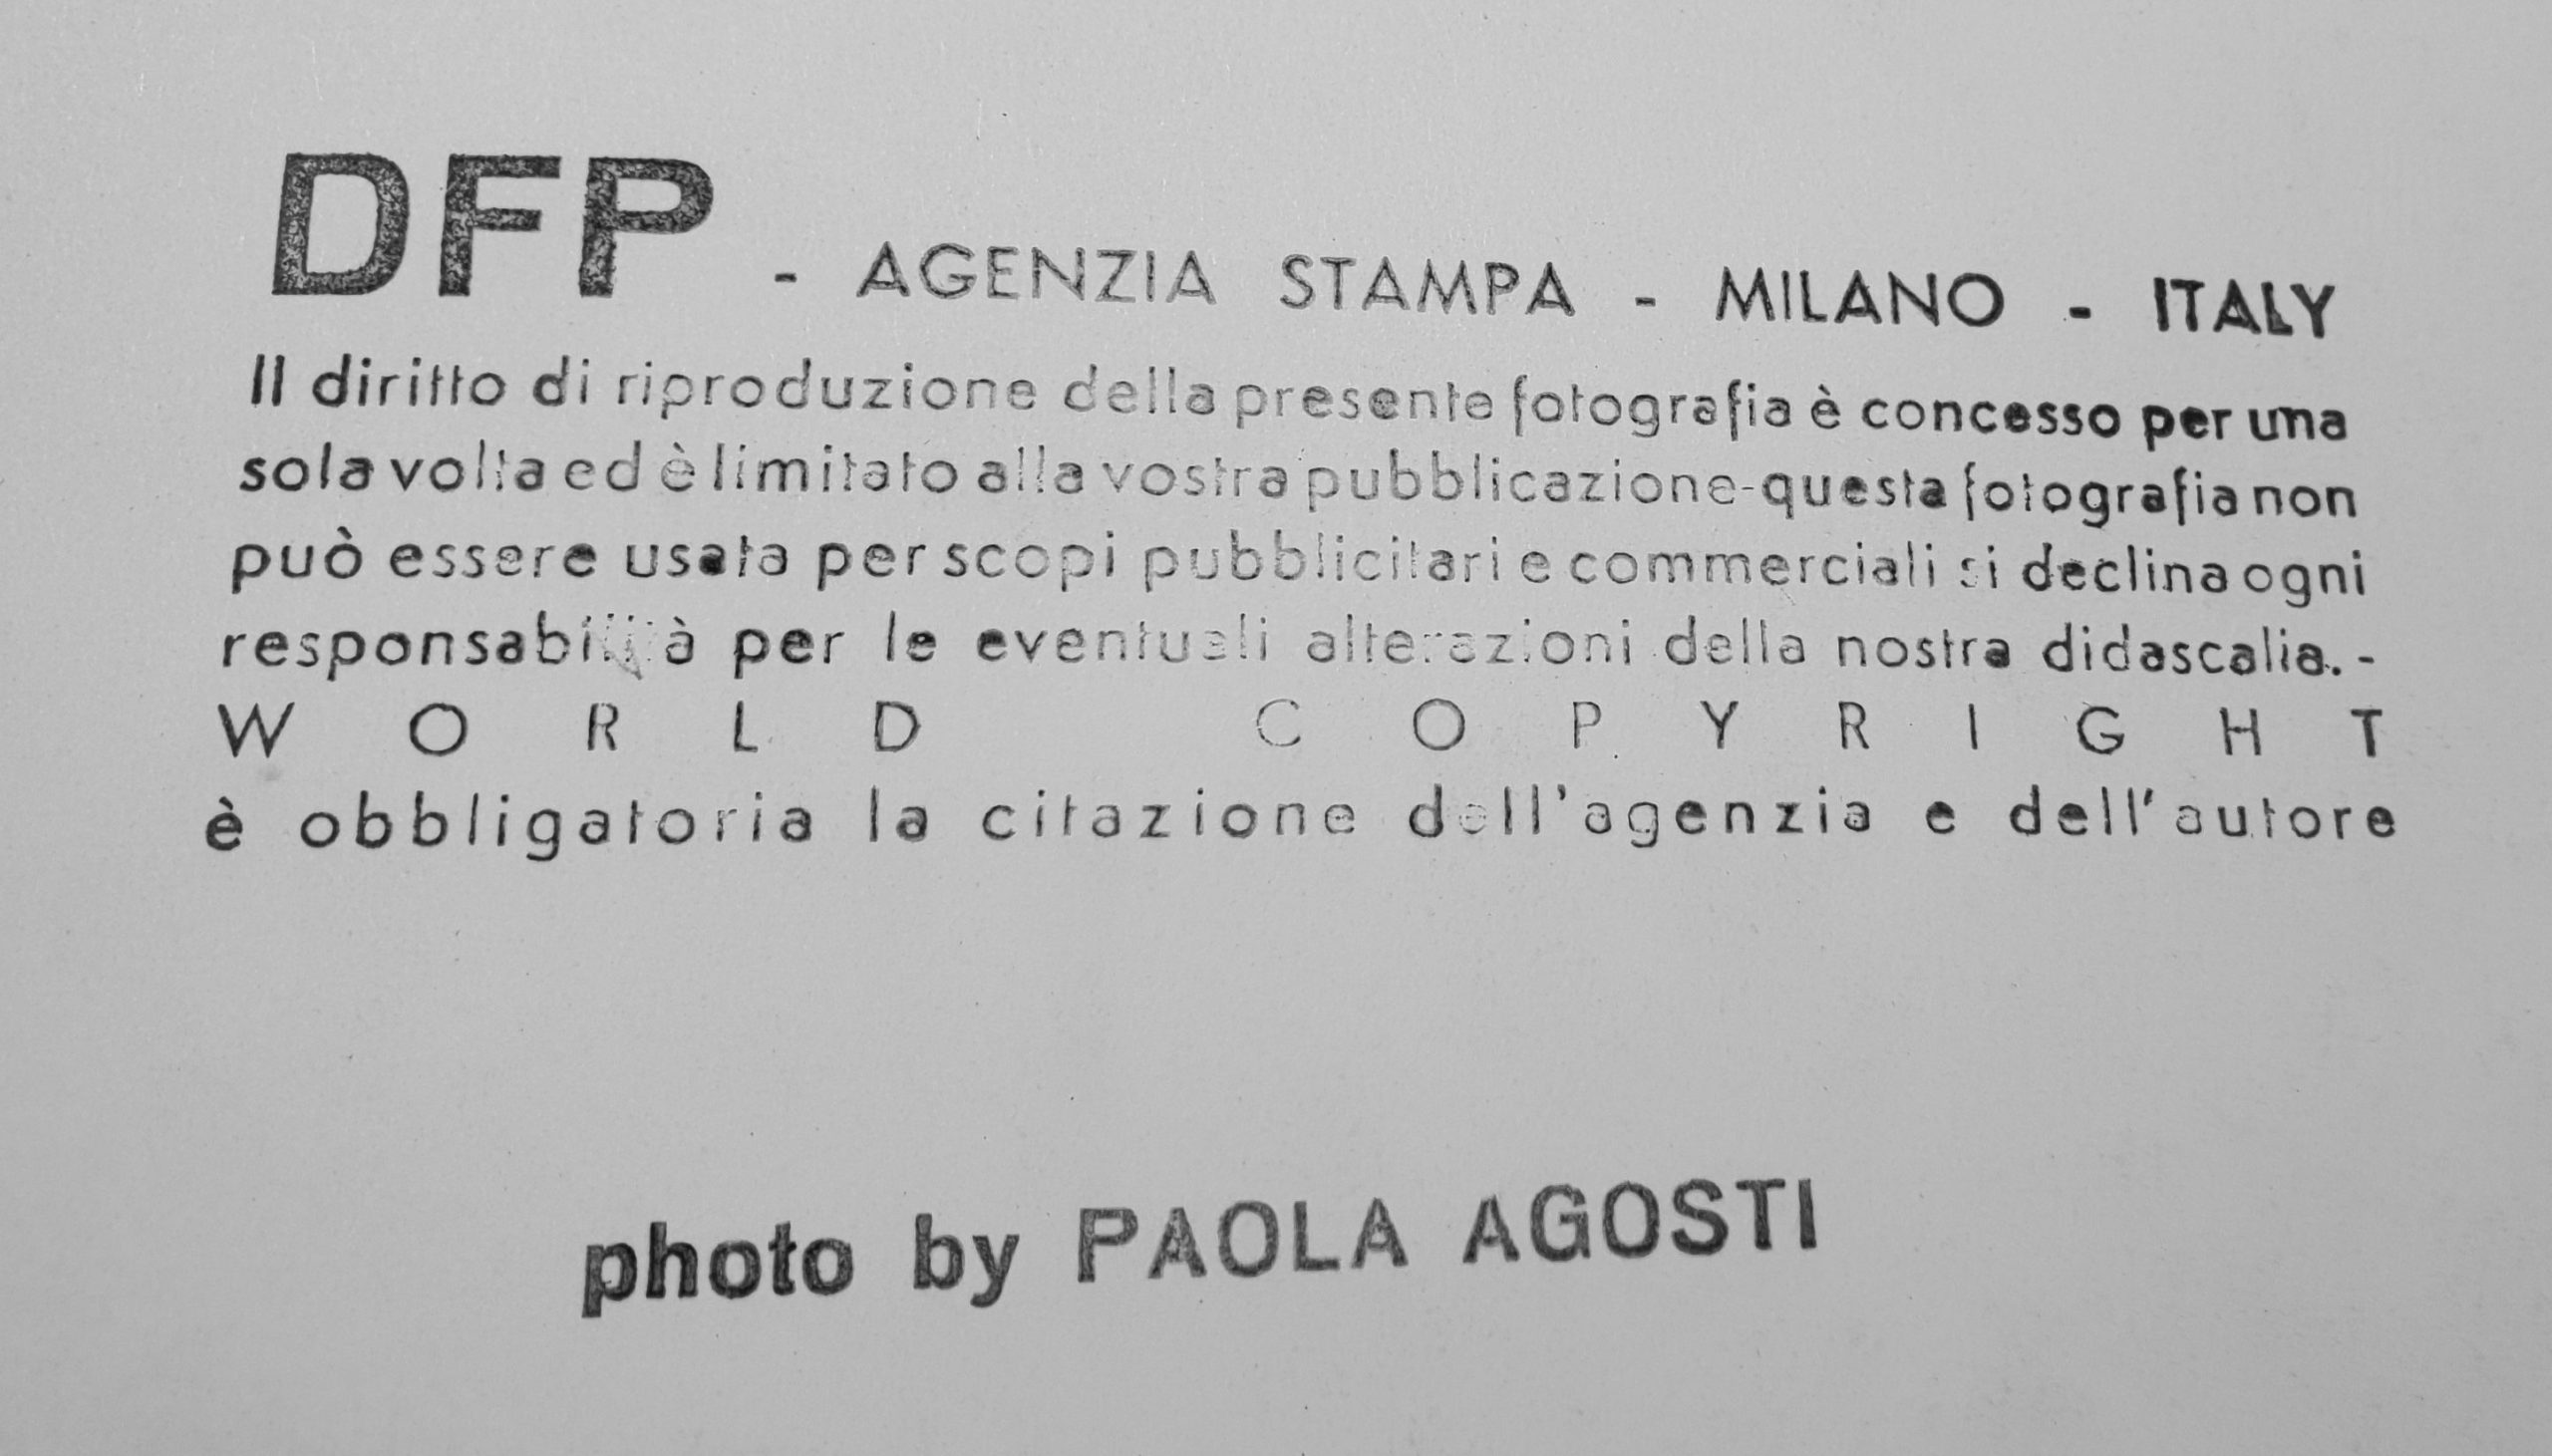 DFP - AGENZIA STAMPA - MILANO - ITALY
Il diritto di riproduzione della presente fotografia è concesso per una
sola volta ed è limitato alla vostra pubblicazione-questa fotografia non
può essere usata per scopi pubblicitari e commerciali si declina ogni
responsabilità per le eventuali alterazioni della nostra didascalia.-
WORLD COPYRIGHT
è obbligatoria la citazione dell'agenzia e dell'autore
photo by PAOLA AGOSTI